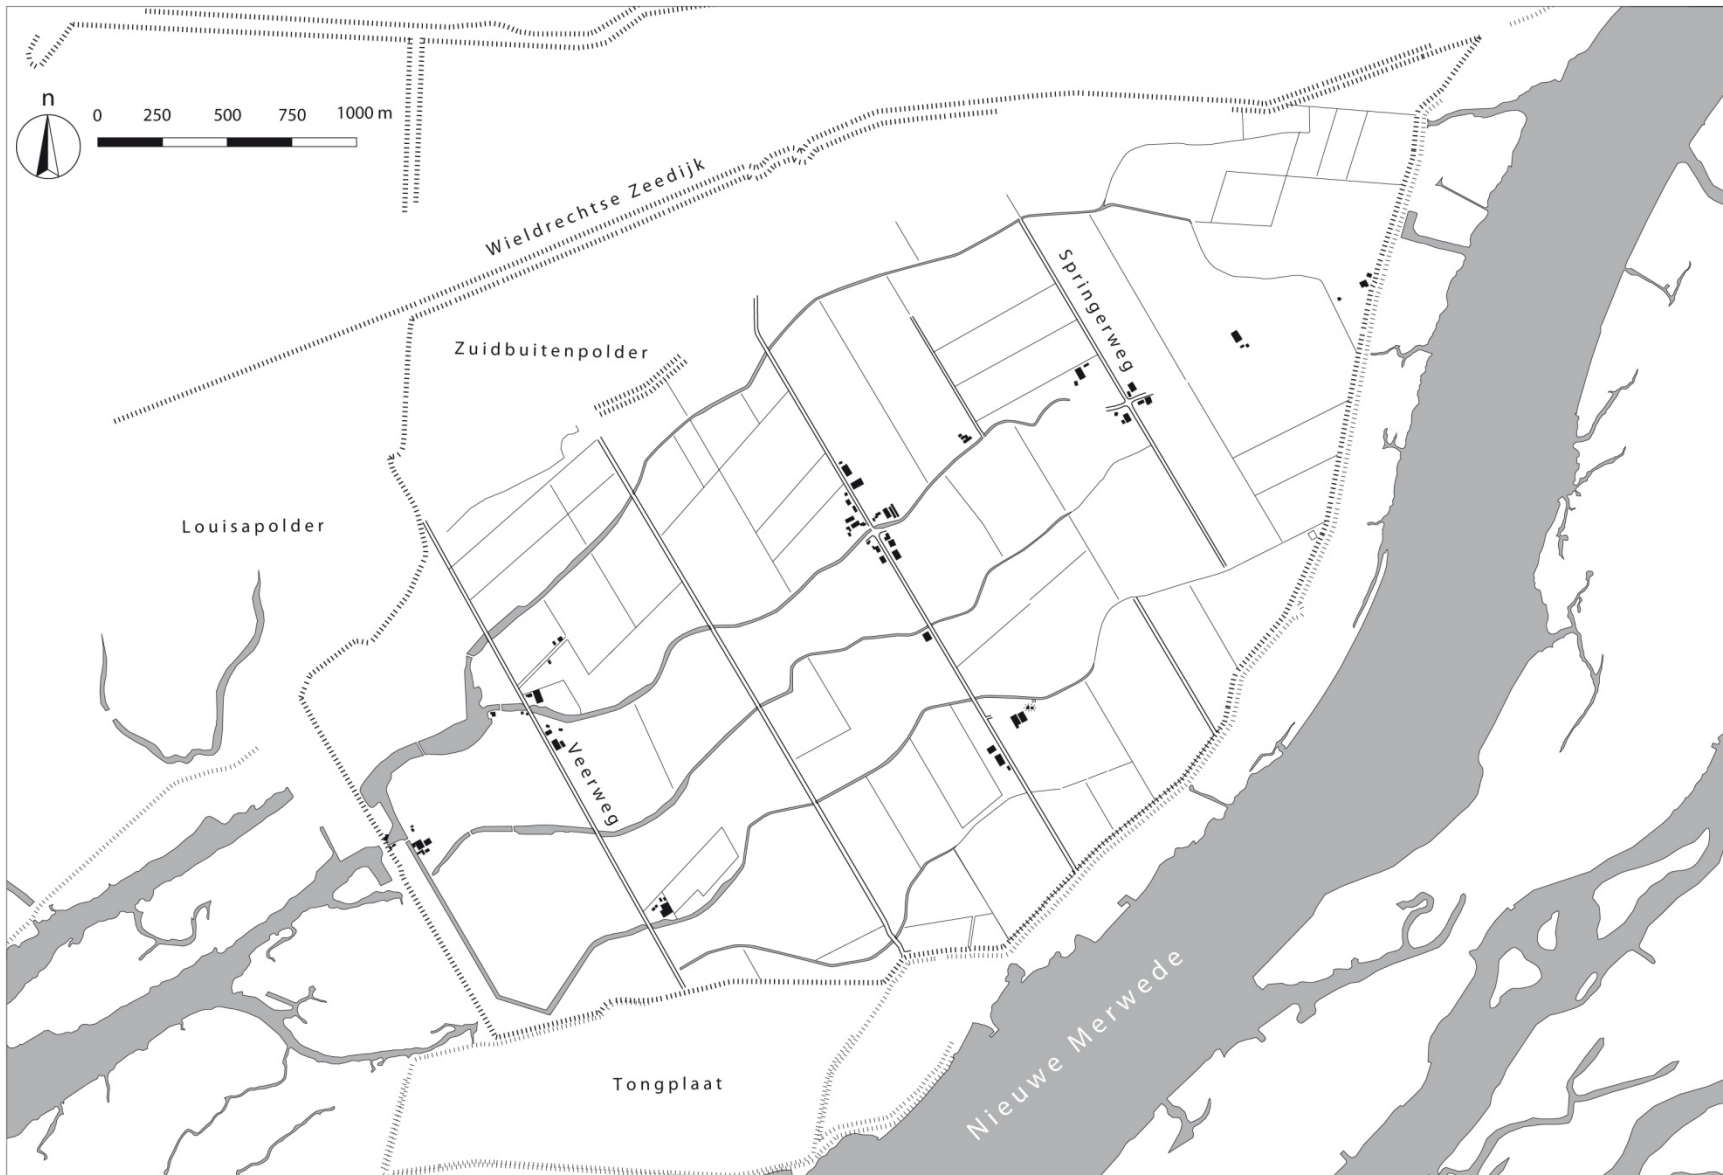 n
0 250 500 750 1000 m
Wieldrechtse Zeedijk
Springerweg
Zuidbuitenpolder
Louisapolder
Veerweg
Nieuwe Merwede
Tongplaat